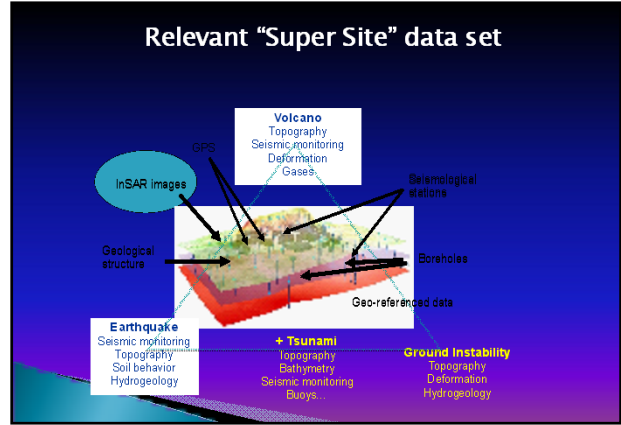 Relevant “Super Site” data set
Volcano
Topography
Seismic monitoring
Deformation
Gases
GPS
InSAR images
Seismological
stations
Geological
structure
Boreholes
Geo-referenced data
Earthquake
Seismic monitoring
Topography
Soil behavior
Hydrogeology
+ Tsunami
Topography
Bathymetry
Seismic monitoring
Buoys...
Ground Instability
Topography
Deformation
Hydrogeology